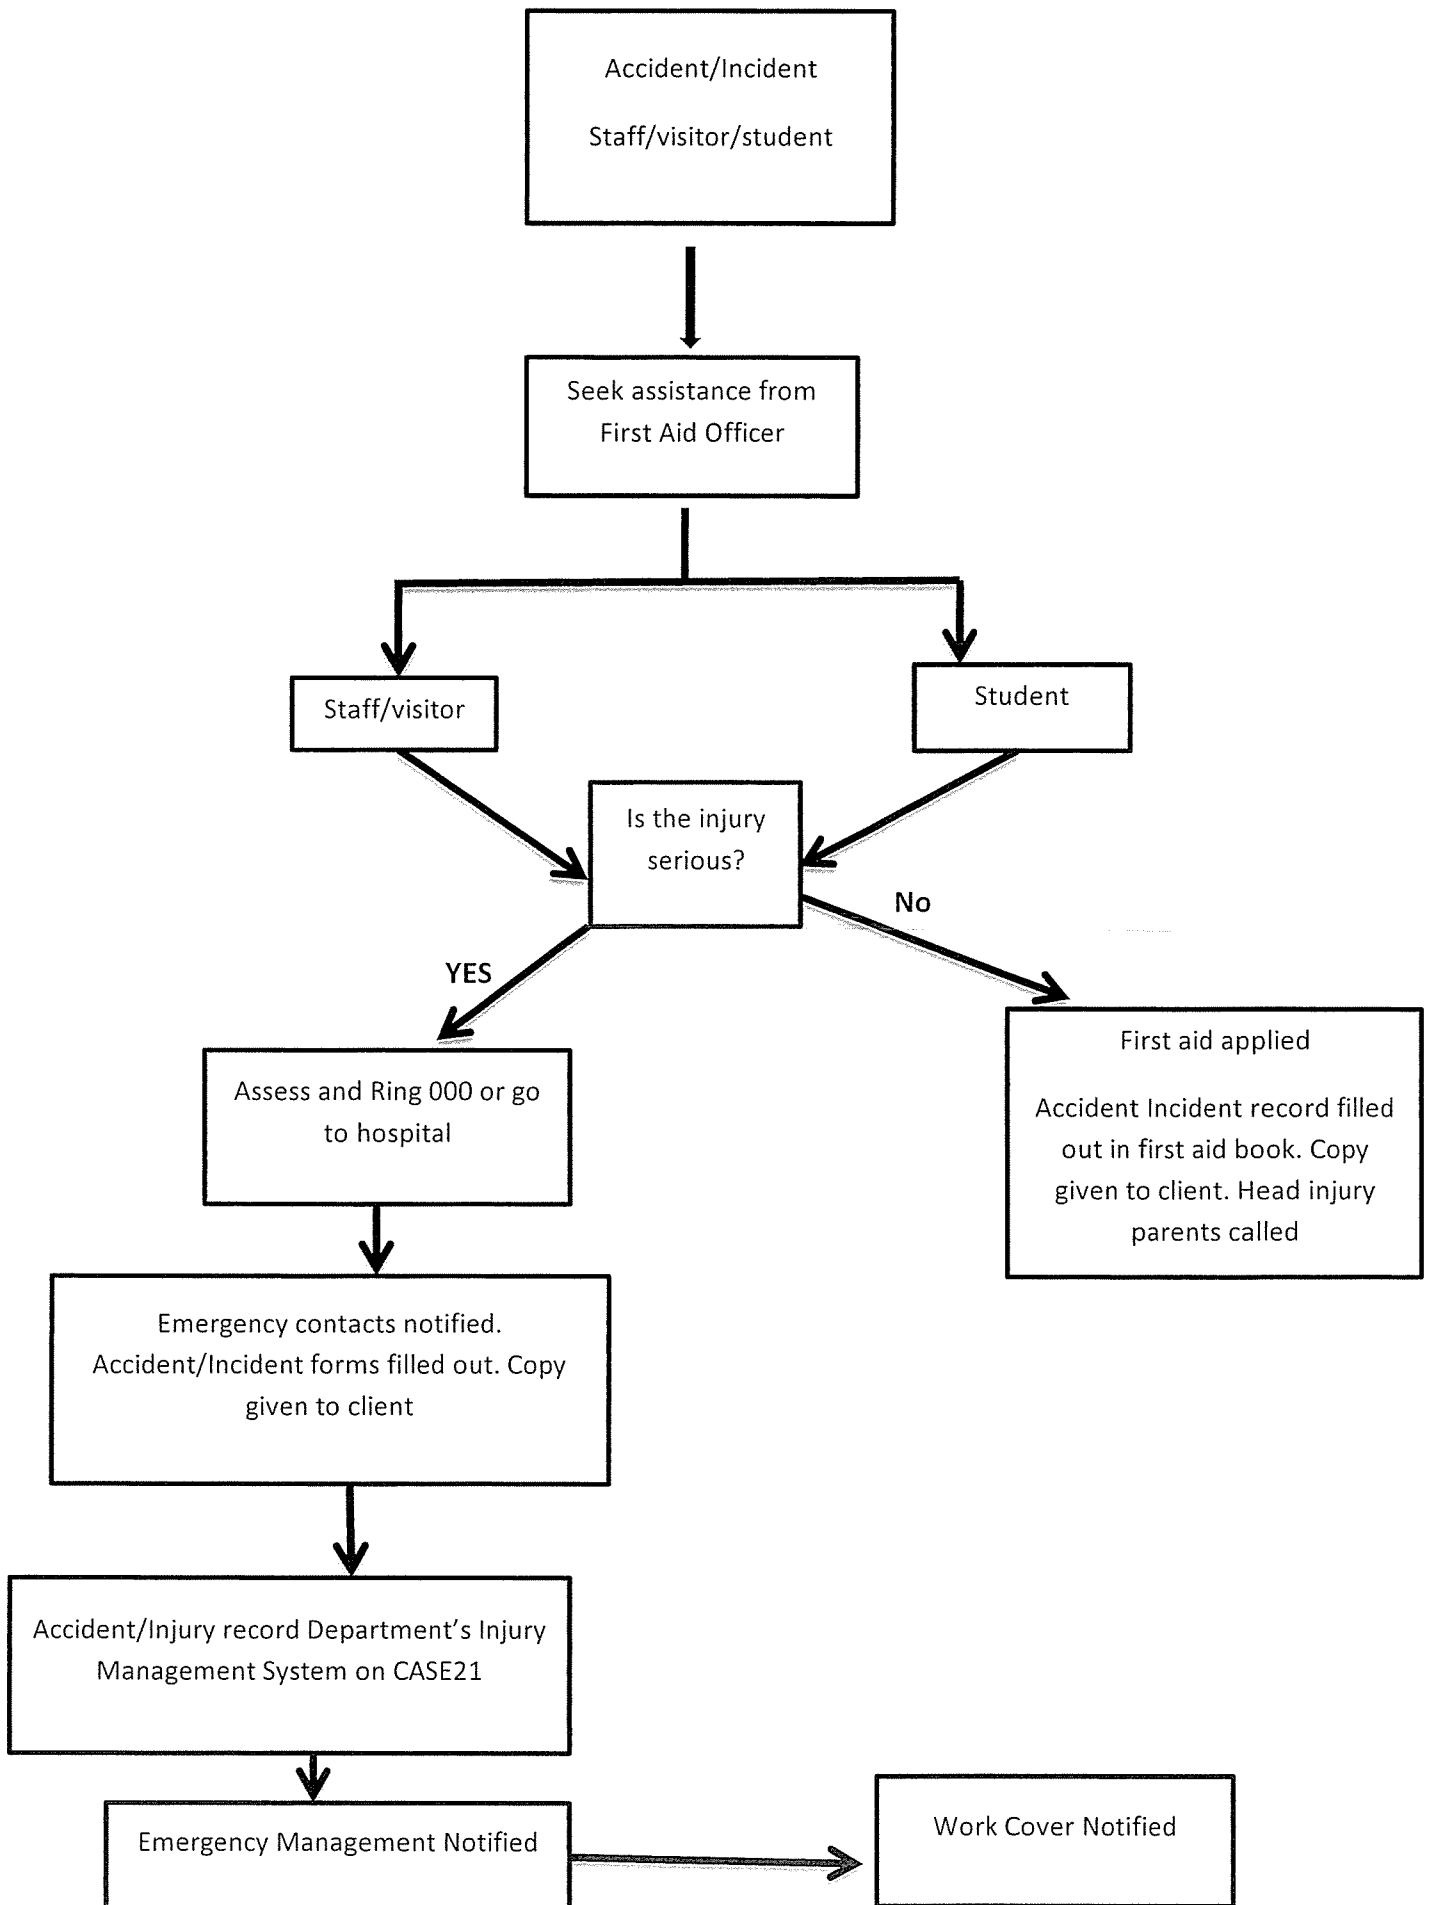 Accident/Incident
Staff/visitor/student
Seek assistance from
First Aid Officer
Staff/visitor
Student
Is the injury
serious?
No
YES
Assess and Ring 000 or go
to hospital
First aid applied
Accident Incident record filled
out in first aid book. Copy
given to client. Head injury
parents called
Emergency contacts notified.
Accident/Incident forms filled out. Copy
given to client
Accident/Injury record Department’s Injury
Management System on CASE21
Emergency Management Notified
Work Cover Notified